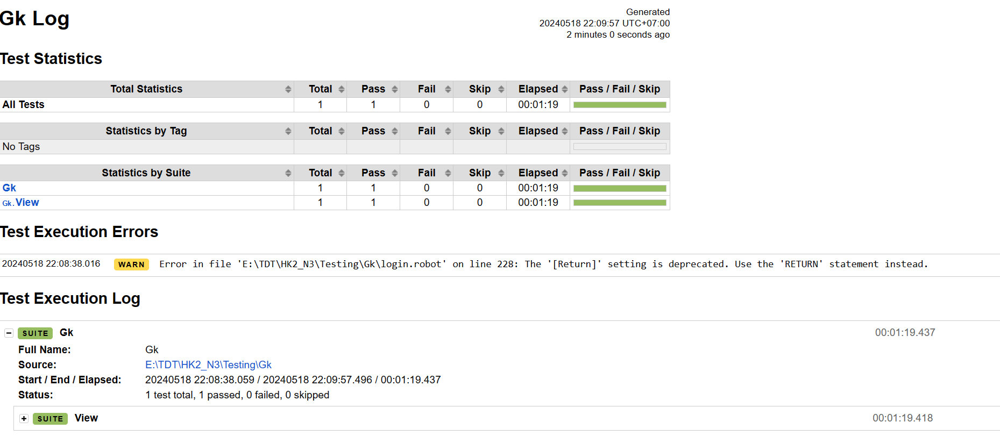 Gk Log
Generated
20240518 22:09:57 UTC+07:00
2 minutes 0 seconds ago
Test Statistics
Total Statistics Total Pass Fail Skip Elapsed Pass / Fail / Skip
All Tests 1 1 0 0 00:01:19
Statistics by Tag Total Pass Fail Skip Elapsed Pass / Fail / Skip
No Tags
Statistics by Suite Total Pass Fail Skip Elapsed Pass / Fail / Skip
Gk 1 1 0 0 00:01:19
Gk.View 1 1 0 0 00:01:19
Test Execution Errors
20240518 22:08:38.016 WARN Error in file 'E:\TDT\HK2_N3\Testing\Gk\login.robot' on line 228: The '[Return]' setting is deprecated. Use the 'RETURN' statement instead.
Test Execution Log
SUITE Gk 00:01:19.437
Full Name: Gk
Source: E:\TDT\HK2_N3\Testing\Gk
Start / End / Elapsed: 20240518 22:08:38.059 / 20240518 22:09:57.496 / 00:01:19.437
Status: 1 test total, 1 passed, 0 failed, 0 skipped
SUITE View 00:01:19.418